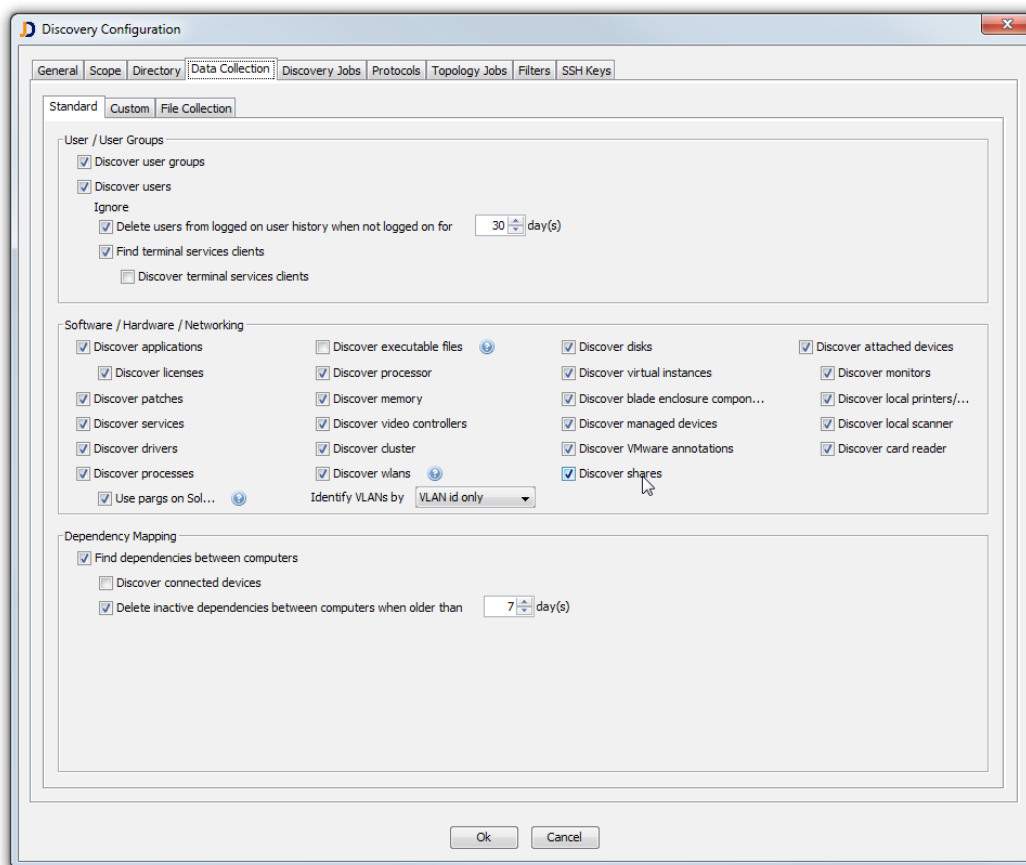 Discovery Configuration
General Scope Directory Data Collection Discovery Jobs Protocols Topology Jobs Filters SSH Keys
Standard Custom File Collection
User / User Groups
Discover user groups
Discover users
Ignore
Delete users from logged on user history when not logged on for 30 day(s)
Find terminal services clients
Discover terminal services clients
Software / Hardware / Networking
Discover applications Discover executable files ? Discover disks Discover attached devices
Discover licenses Discover processor Discover virtual instances Discover monitors
Discover patches Discover memory Discover blade enclosure compon... Discover local printers/...
Discover services Discover video controllers Discover managed devices Discover local scanner
Discover drivers Discover cluster Discover VMware annotations Discover card reader
Discover processes Discover wlans ? Discover shares
Use pargs on Sol... ? Identify VLANs by VLAN id only
Dependency Mapping
Find dependencies between computers
Discover connected devices
Delete inactive dependencies between computers when older than 7 day(s)
Ok Cancel